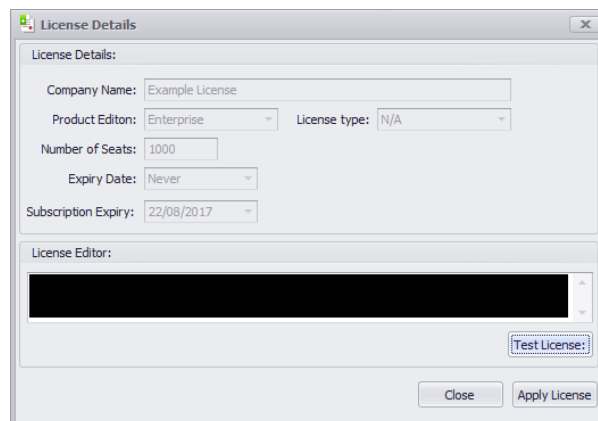 License Details
License Details:
Company Name: Example License
Product Editon: Enterprise License type: N/A
Number of Seats: 1000
Expiry Date: Never
Subscription Expiry: 22/08/2017
License Editor:
Test License:
Close Apply License